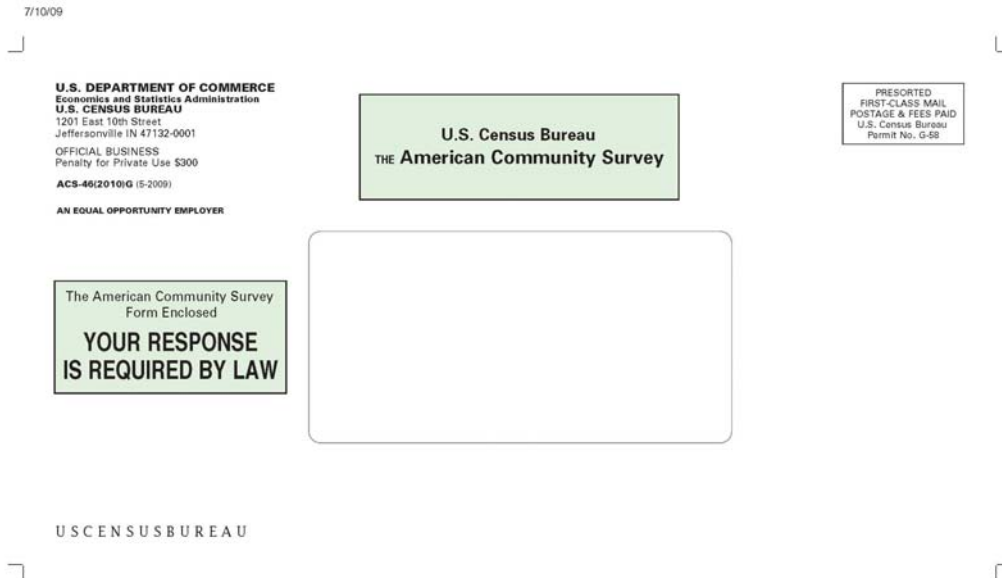 7/10/09
U.S. DEPARTMENT OF COMMERCE
Economics and Statistics Administration
U.S. CENSUS BUREAU
1201 East 10th Street
Jeffersonville IN 47132-0001
OFFICIAL BUSINESS
Penalty for Private Use $300
ACS-46(2010)G (5-2009)
AN EQUAL OPPORTUNITY EMPLOYER
U.S. Census Bureau
THE American Community Survey
PRESORTED
FIRST-CLASS MAIL
POSTAGE & FEES PAID
U.S. Census Bureau
Permit No. G-58
The American Community Survey
Form Enclosed
YOUR RESPONSE
IS REQUIRED BY LAW
USCENSUSBUREAU